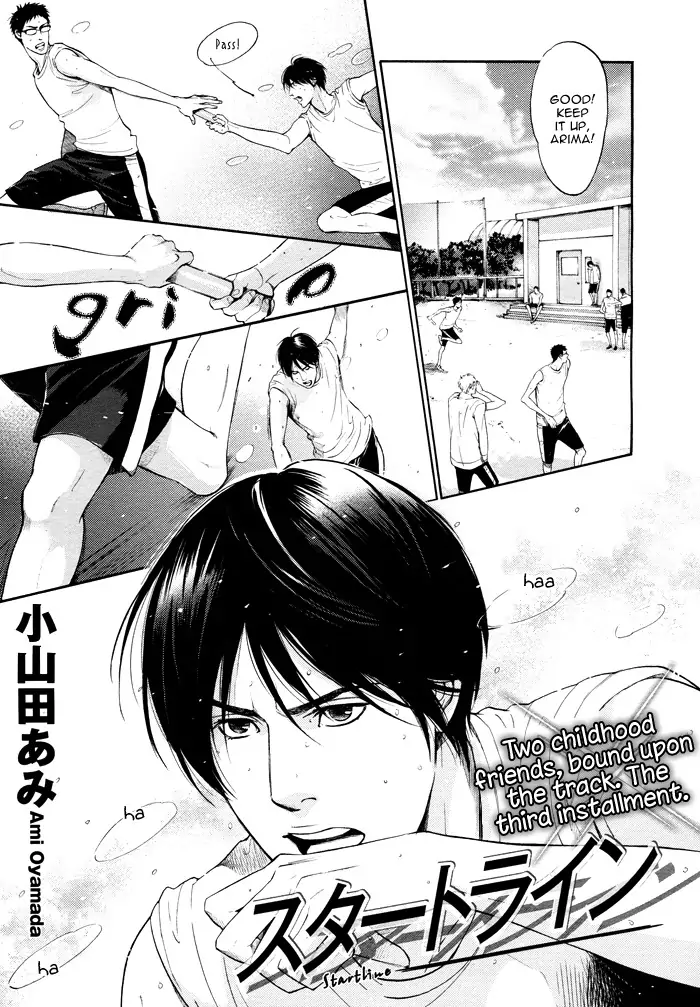 GOOD!
KEEP
IT UP,
ARIMA!
Pass!
grip
haa
Two childhood
friends, bound upon
the track. The
third installment.
小山田あみ
Ami Oyamada
ha
ha
スタートライン
Startline